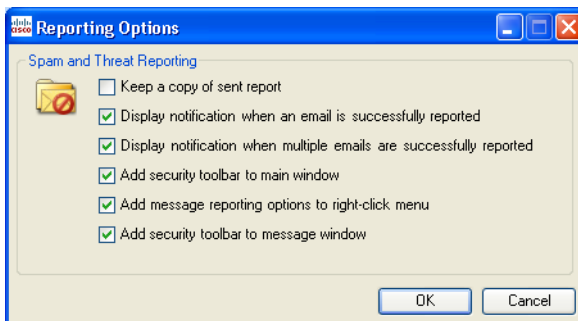 cisco Reporting Options
Spam and Threat Reporting
Keep a copy of sent report
Display notification when an email is successfully reported
Display notification when multiple emails are successfully reported
Add security toolbar to main window
Add message reporting options to right-click menu
Add security toolbar to message window
OK Cancel